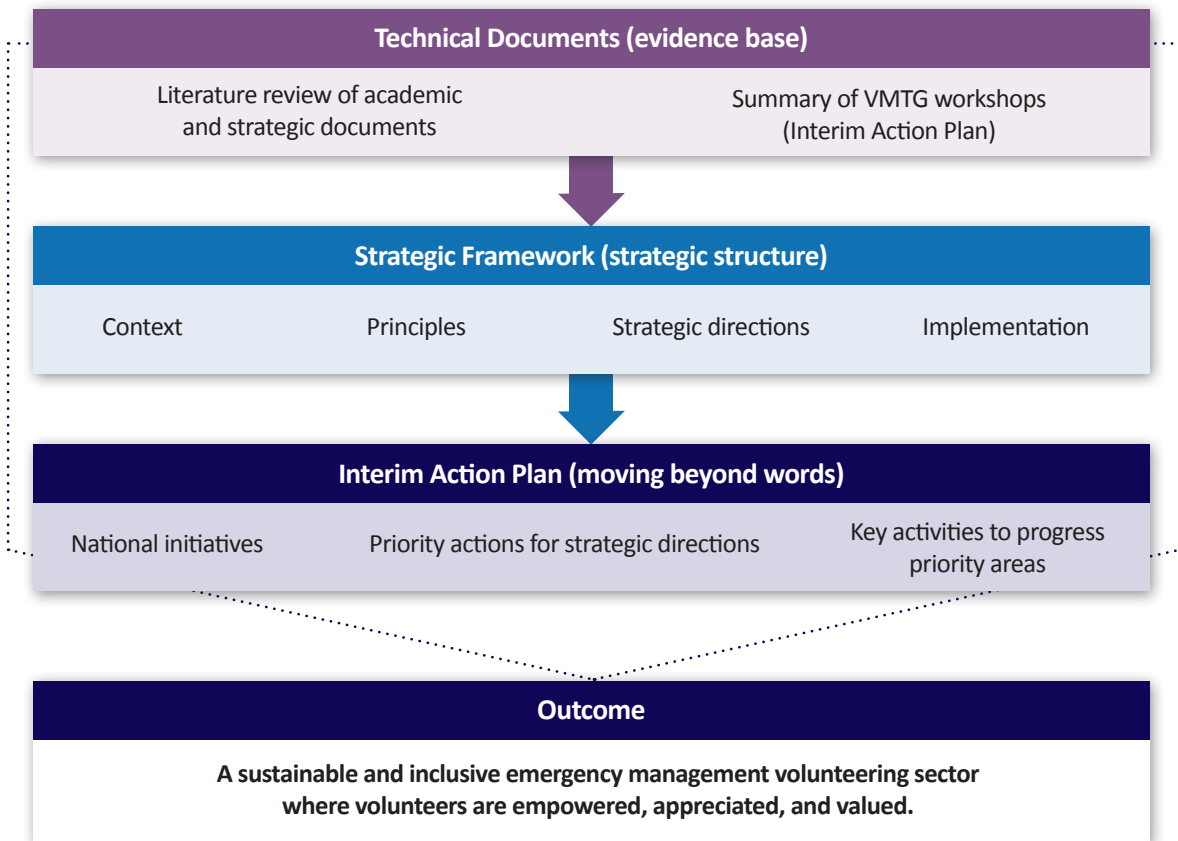 Technical Documents (evidence base)
Literature review of academic
and strategic documents
Summary of VMTG workshops
(Interim Action Plan)
Strategic Framework (strategic structure)
Context
Principles
Strategic directions
Implementation
Interim Action Plan (moving beyond words)
National initiatives
Priority actions for strategic directions
Key activities to progress
priority areas
Outcome
A sustainable and inclusive emergency management volunteering sector
where volunteers are empowered, appreciated, and valued.